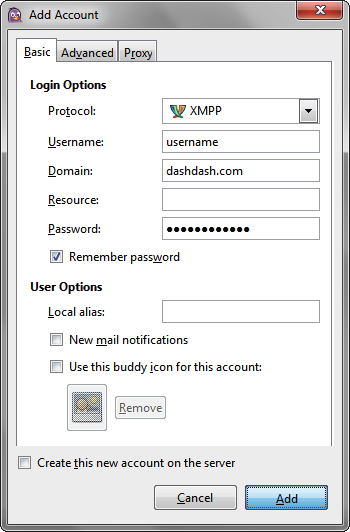 Add Account
Basic Advanced Proxy
Login Options
Protocol: XMPP
Username: username
Domain: dashdash.com
Resource:
Password: ●●●●●●●●●●●●
Remember password
User Options
Local alias:
New mail notifications
Use this buddy icon for this account:
Remove
Create this new account on the server
Cancel Add